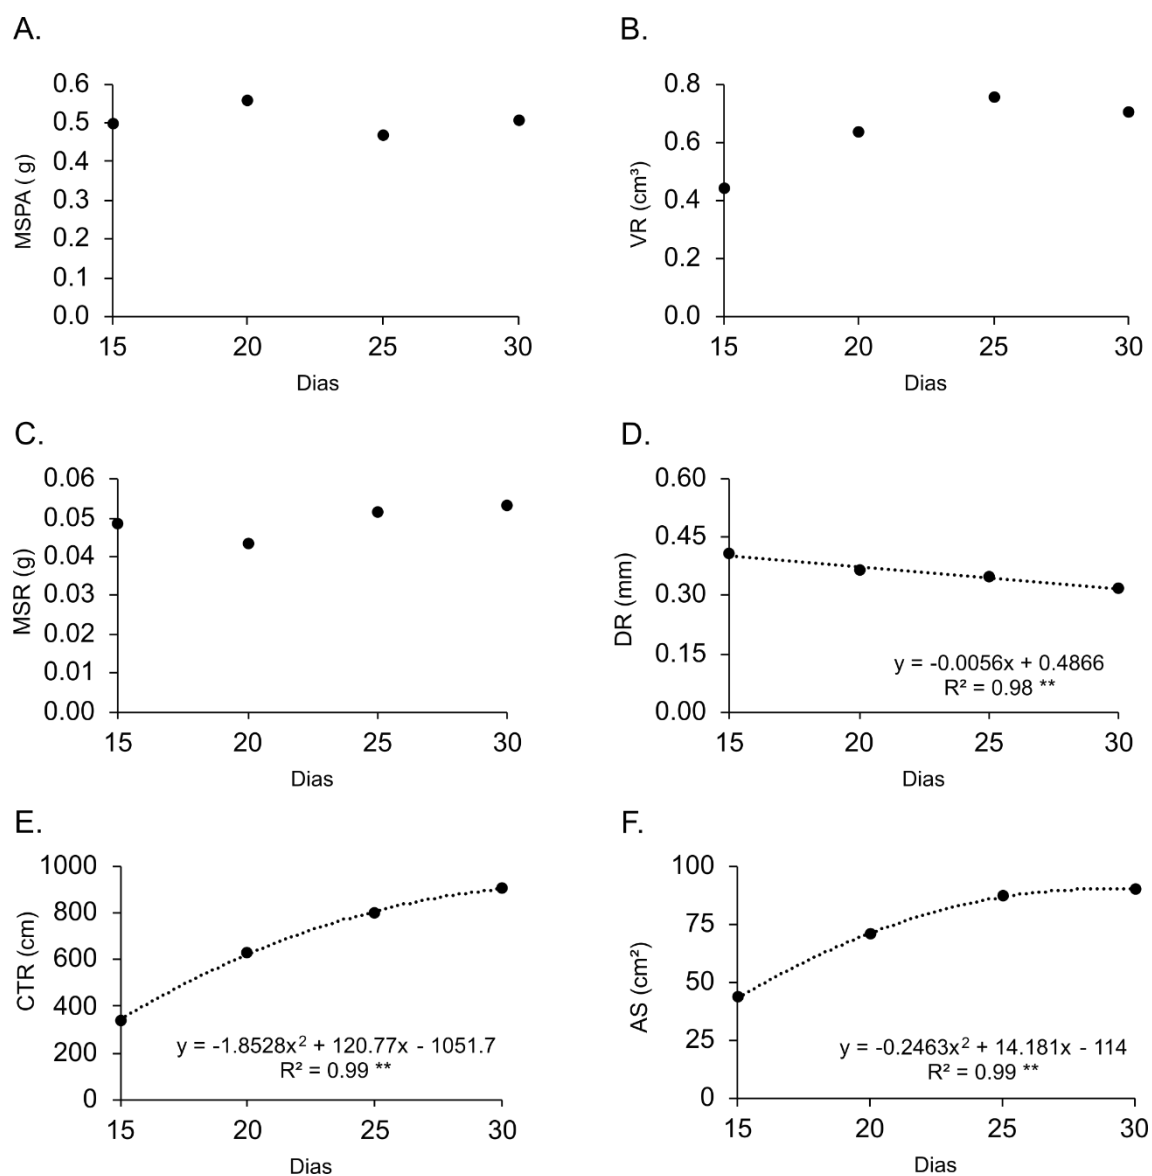 A.
0.6
0.5
0.4
0.3
0.2
0.1
0.0
MSPA ( g)
15 20 25 30
Dias
B.
0.8
0.6
0.4
0.2
0.0
VR (cm³)
15 20 25 30
Dias
C.
0.06
0.05
0.04
0.03
0.02
0.01
0.00
MSR (g)
15 20 25 30
Dias
D.
0.60
0.45
0.30
0.15
0.00
DR (mm)
y = -0.0056x + 0.4866
R² = 0.98 **
15 20 25 30
Dias
E.
1000
800
600
400
200
0
CTR (cm)
y = -1.8528x² + 120.77x - 1051.7
R² = 0.99 **
15 20 25 30
Dias
F.
100
75
50
25
0
AS (cm²)
y = -0.2463x² + 14.181x - 114
R² = 0.99 **
15 20 25 30
Dias